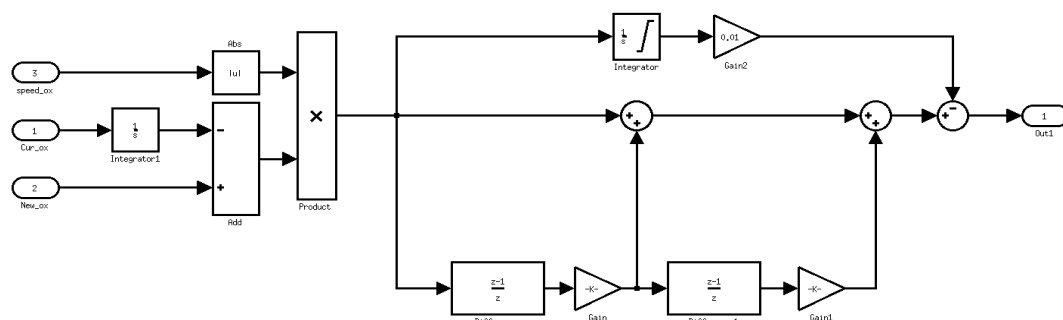 Abs
3
|u|
speed_ox
1
s
Integrator
0.01
Gain2
×
1
Cur_ox
1
s
Integrator1
-
+
2
New_ox
Add
Product
+
+
+
+
-
+
1
Out1
z-1
z
-K-
Gain
z-1
z
-K-
Gain1